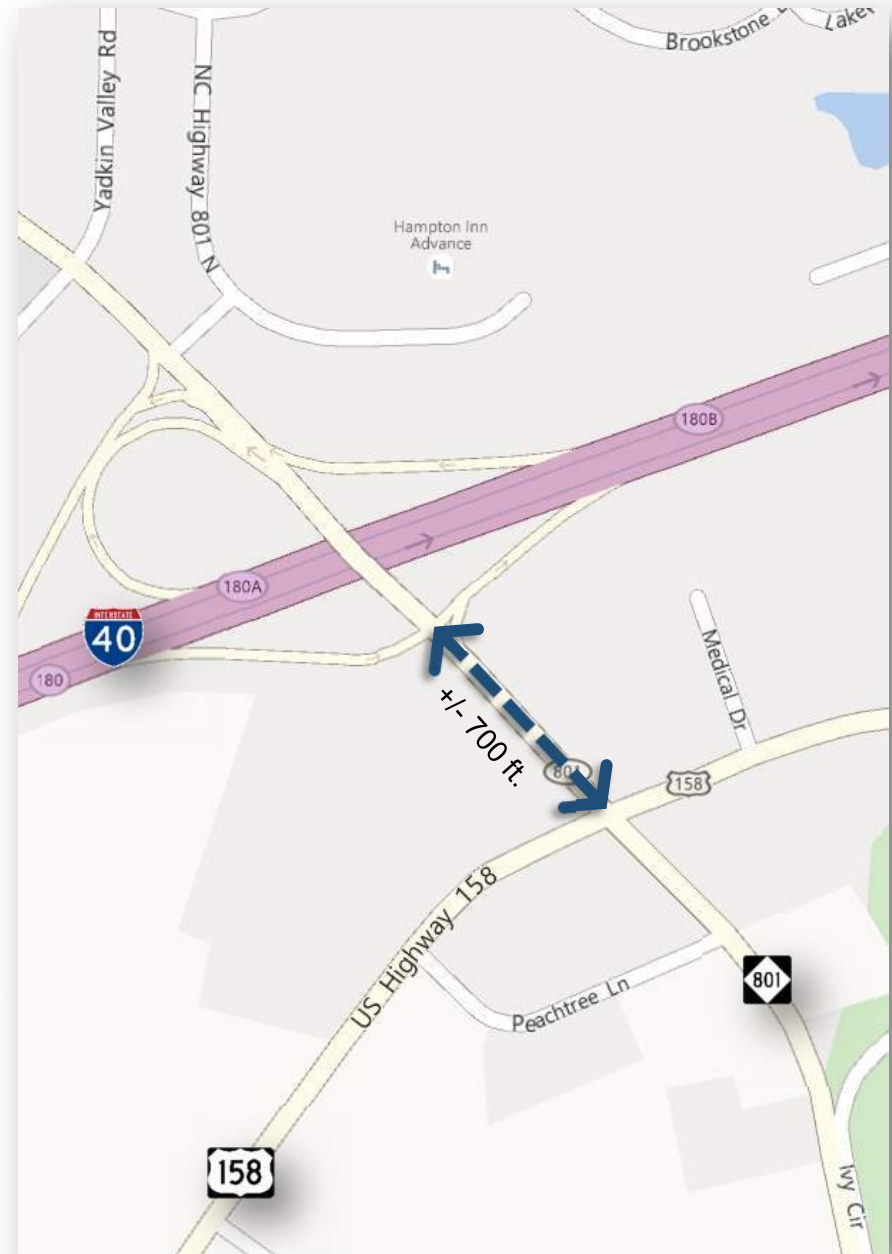 Yadkin Valley Rd
NC Highway 801 N
Brookstone
Hampton Inn
Advance
180B
180A
INTERSTATE
40
180
Medical Dr
+/- 700 ft.
801
158
US Highway 158
Peachtree Ln
801
158
Ivy Cir